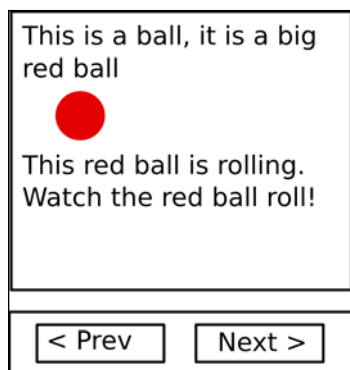 This is a ball, it is a big
red ball
This red ball is rolling.
Watch the red ball roll!
< Prev
Next >